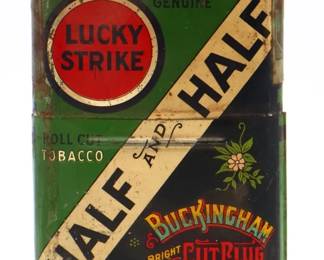 GENUINE
LUCKY
STRIKE
ROLL CUT
TOBACCO
HALF AND HALF
BUCKINGHAM
BRIGHT
CUT PLUG